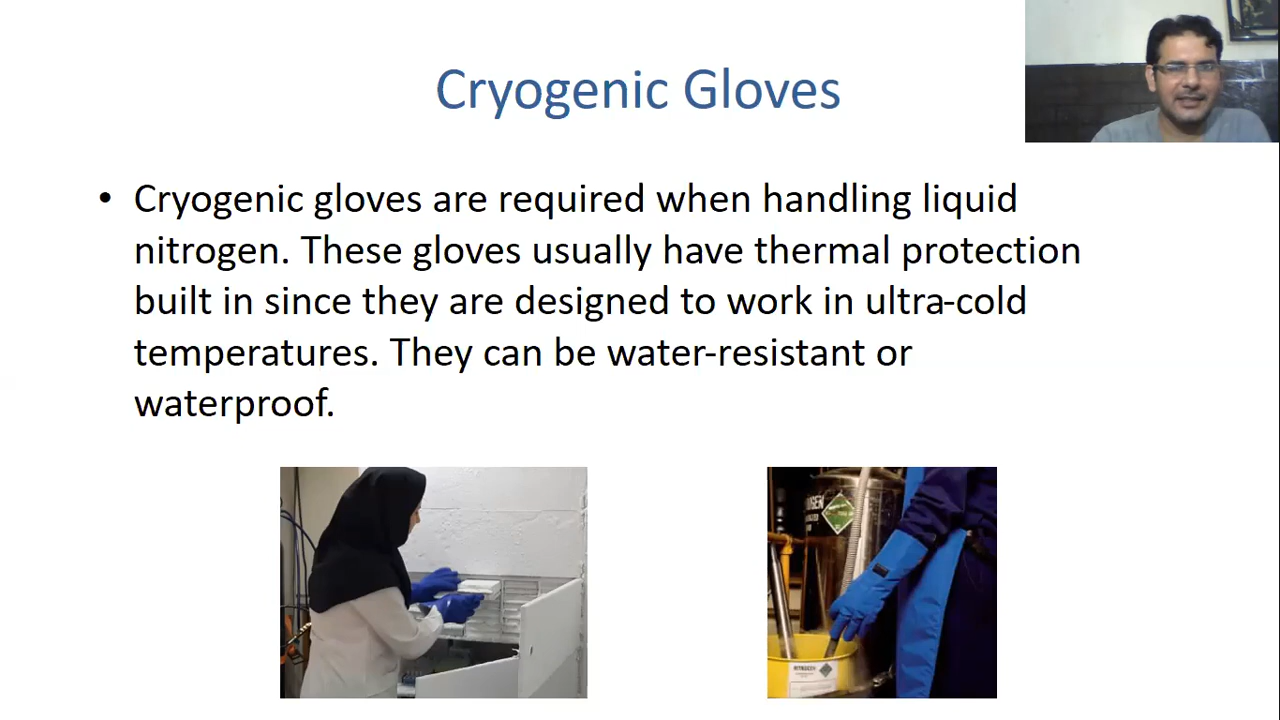 Cryogenic Gloves
• Cryogenic gloves are required when handling liquid
nitrogen. These gloves usually have thermal protection
built in since they are designed to work in ultra-cold
temperatures. They can be water-resistant or
waterproof.
NITROGEN